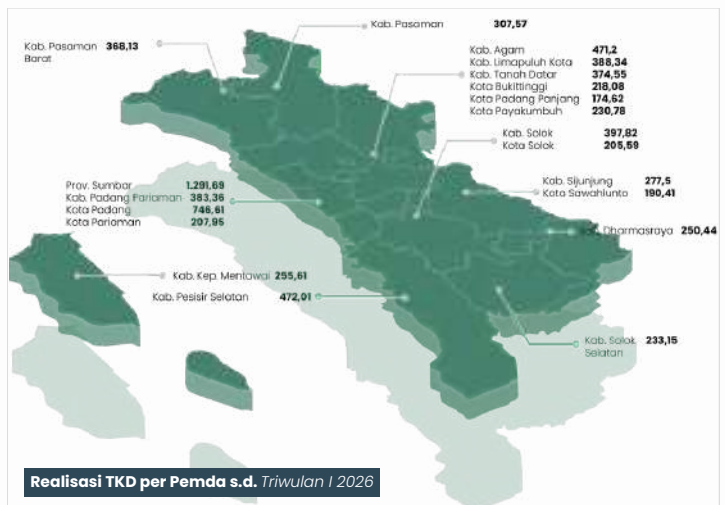 Kab. Pasaman 307,57
Kab. Pasaman 368,13
Barat
Kab. Agam 471,2
Kab. Limapuluh Kota 388,34
Kab. Tanah Datar 374,55
Kota Bukittinggi 218,08
Kota Padang Panjang 174,62
Kota Payakumbuh 230,78
Kab. Solok 397,82
Kota Solok 205,59
Kab. Sijunjung 277,5
Kota Sawahlunto 190,41
Prov. Sumbar 1.291,69
Kab. Padang Pariaman 383,36
Kota Padang 746,61
Kota Pariaman 207,95
Dharmasraya 250,44
Kab. Kep. Mentawai 255,61
Kab. Pesisir Selatan 472,01
Kab. Solok 233,15
Selatan
Realisasi TKD per Pemda s.d. Triwulan I 2026